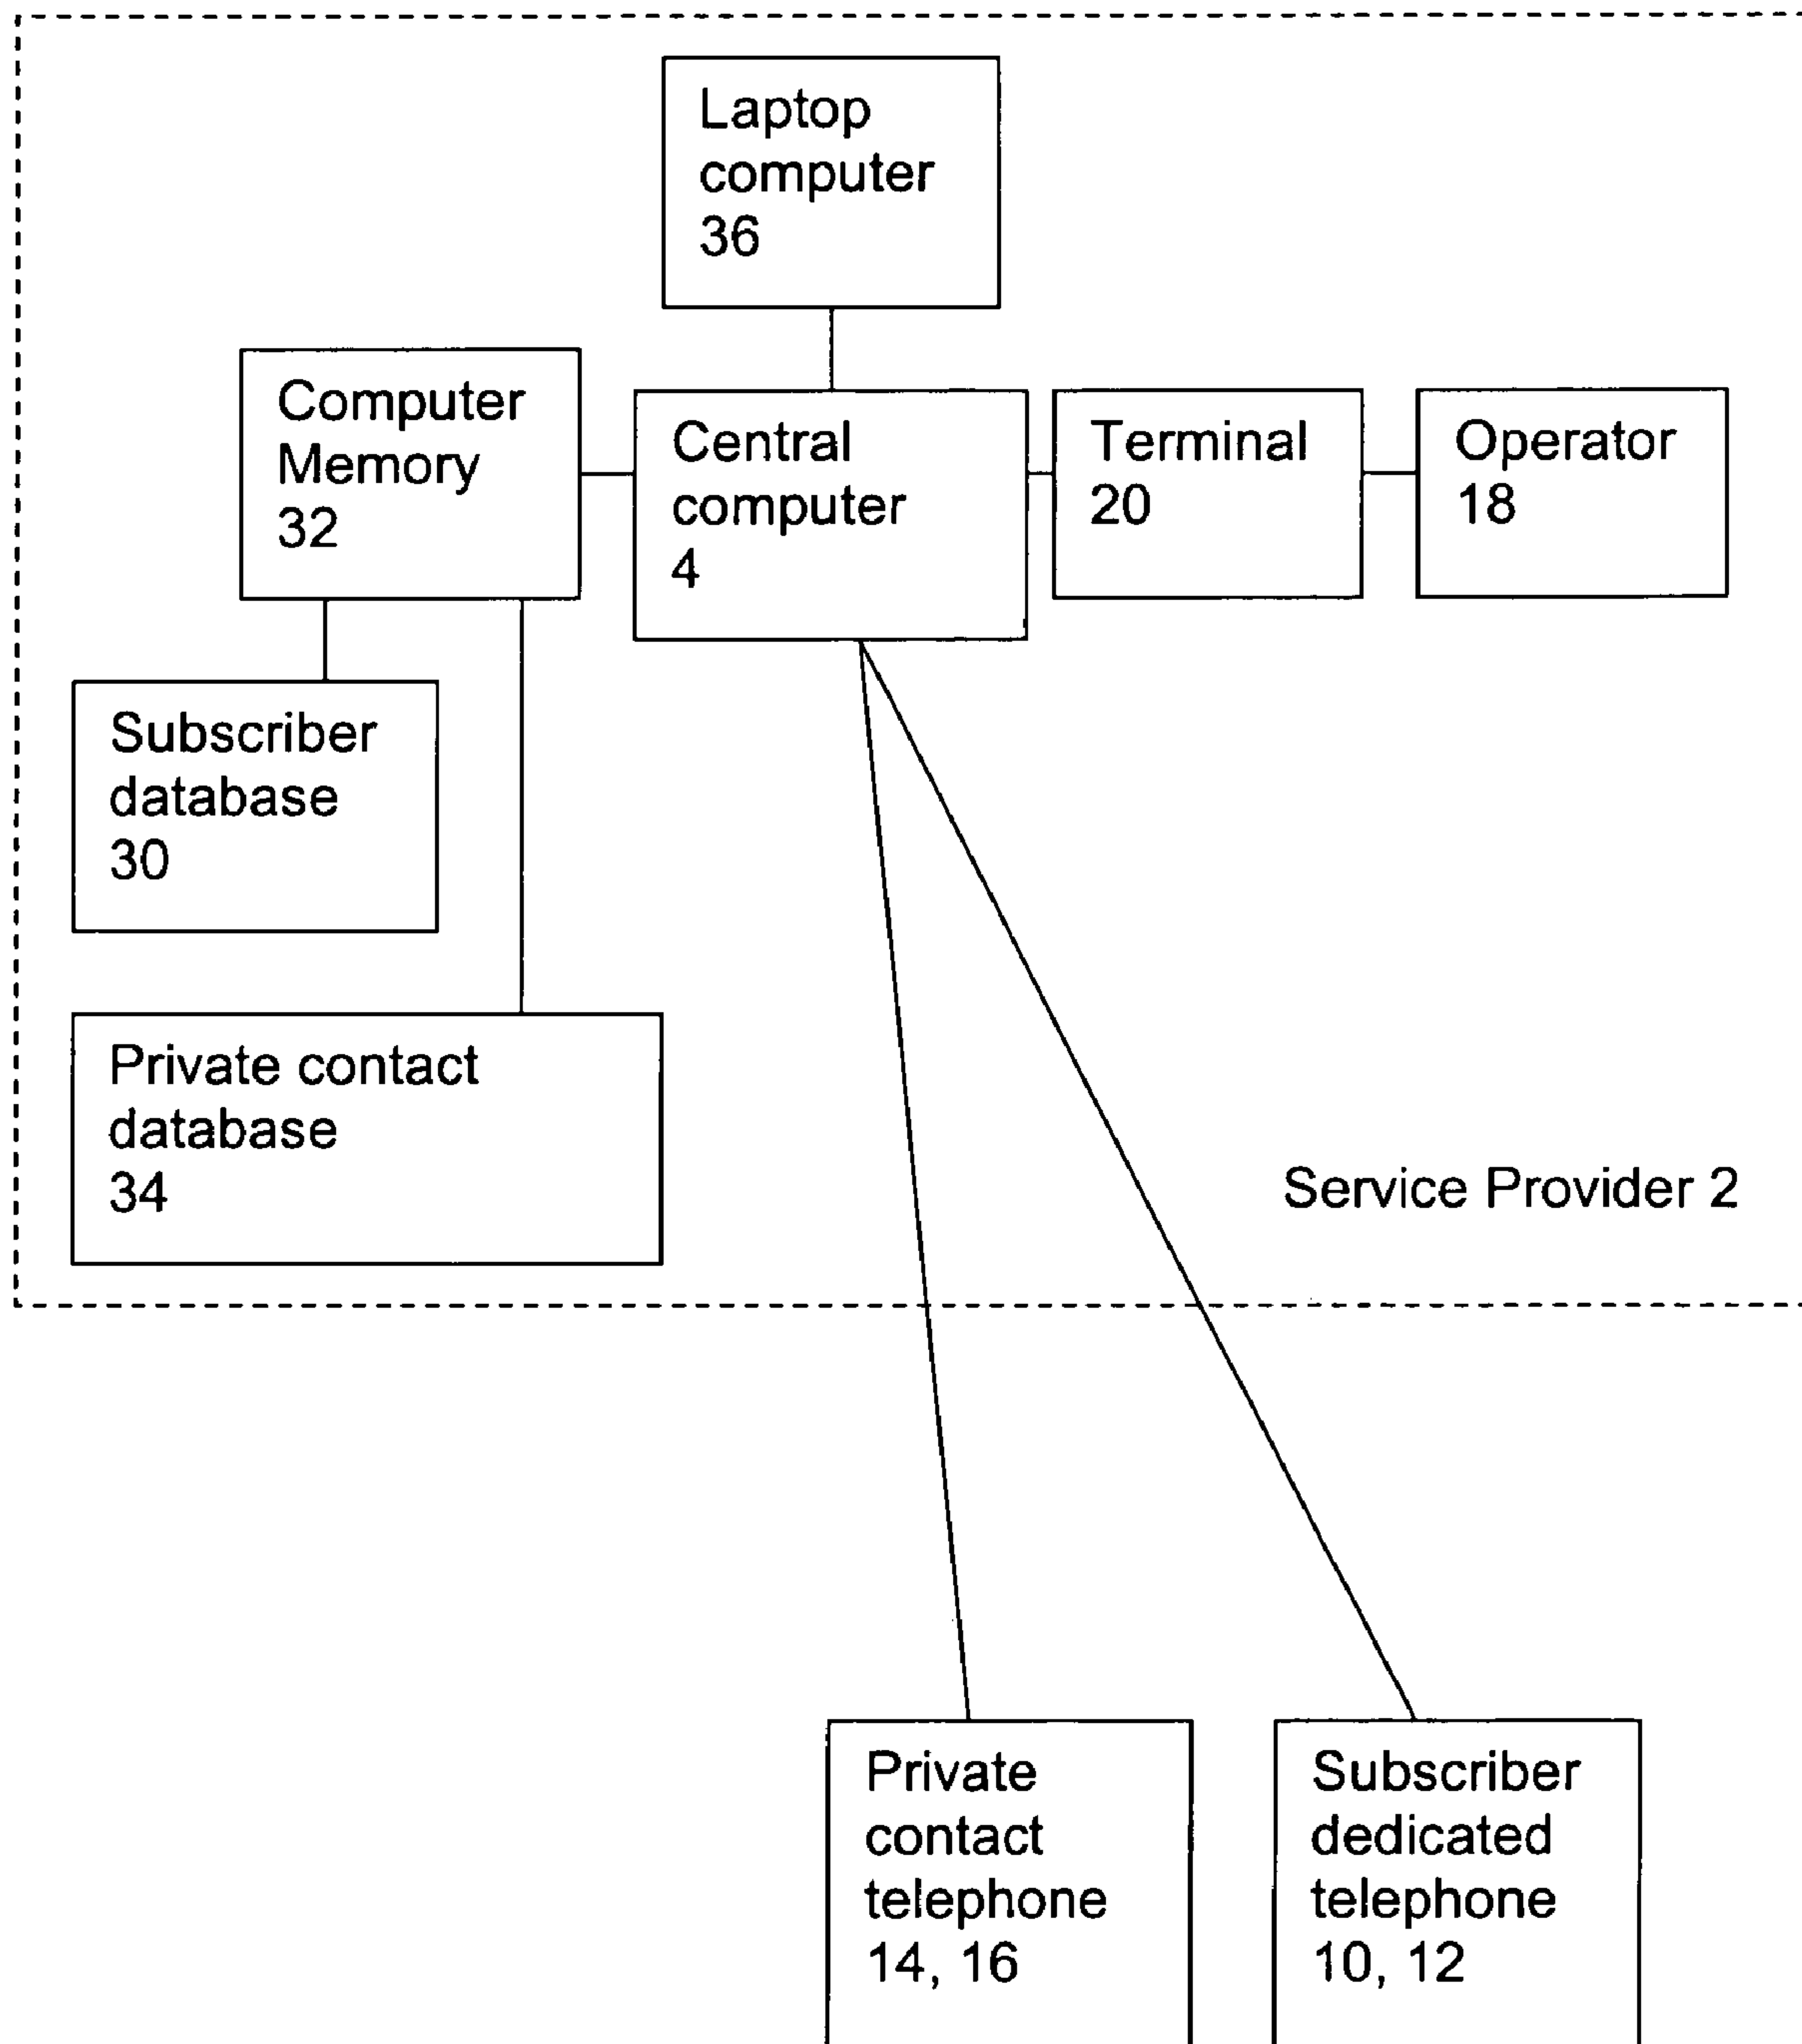 Laptop
computer
36
Computer
Memory
32
Central
computer
4
Terminal
20
Operator
18
Subscriber
database
30
Private contact
database
34
Service Provider 2
Private
contact
telephone
14, 16
Subscriber
dedicated
telephone
10, 12